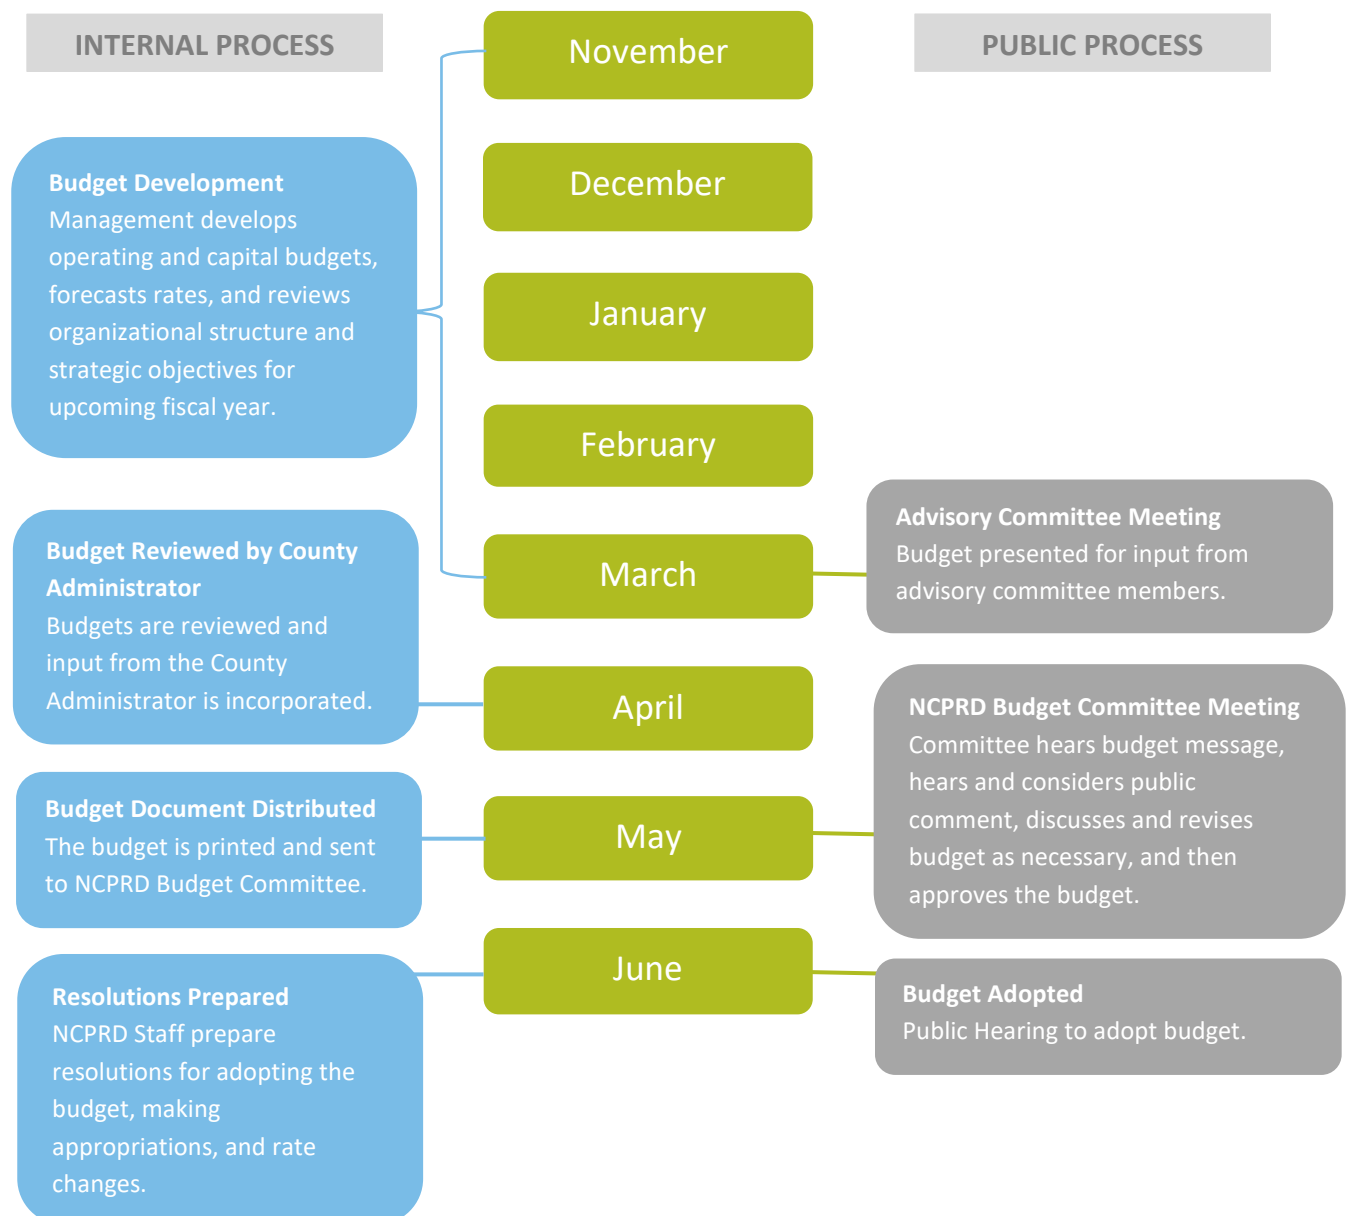 INTERNAL PROCESS
November
PUBLIC PROCESS
Budget Development
Management develops
operating and capital budgets,
forecasts rates, and reviews
organizational structure and
strategic objectives for
upcoming fiscal year.
December
January
February
March
Advisory Committee Meeting
Budget presented for input from
advisory committee members.
Budget Reviewed by County
Administrator
Budgets are reviewed and
input from the County
Administrator is incorporated.
April
NCPRD Budget Committee Meeting
Committee hears budget message,
hears and considers public
comment, discusses and revises
budget as necessary, and then
approves the budget.
Budget Document Distributed
The budget is printed and sent
to NCPRD Budget Committee.
May
June
Resolutions Prepared
NCPRD Staff prepare
resolutions for adopting the
budget, making
appropriations, and rate
changes.
Budget Adopted
Public Hearing to adopt budget.